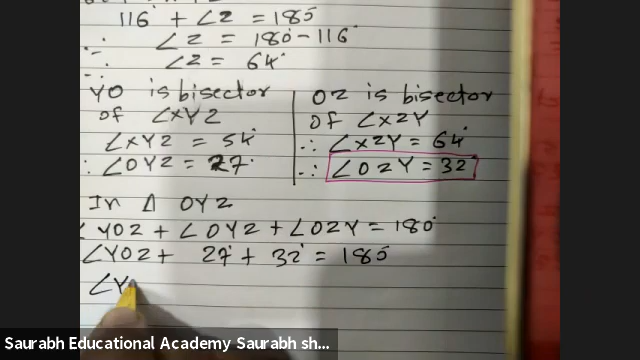 116° + ∠Z = 180°
∴ ∠Z = 180° - 116°
∴ ∠Z = 64°
YO is bisector
of ∠XYZ
∠XYZ = 54°
∴ ∠OYZ = 27°
OZ is bisector
of ∠XZY
∴ ∠XZY = 64°
∴ ∠OZY = 32
In Δ OYZ
∠YOZ + ∠OYZ + ∠OZY = 180°
∠YOZ + 27° + 32° = 180
∠Y
Saurabh Educational Academy Saurabh sh...